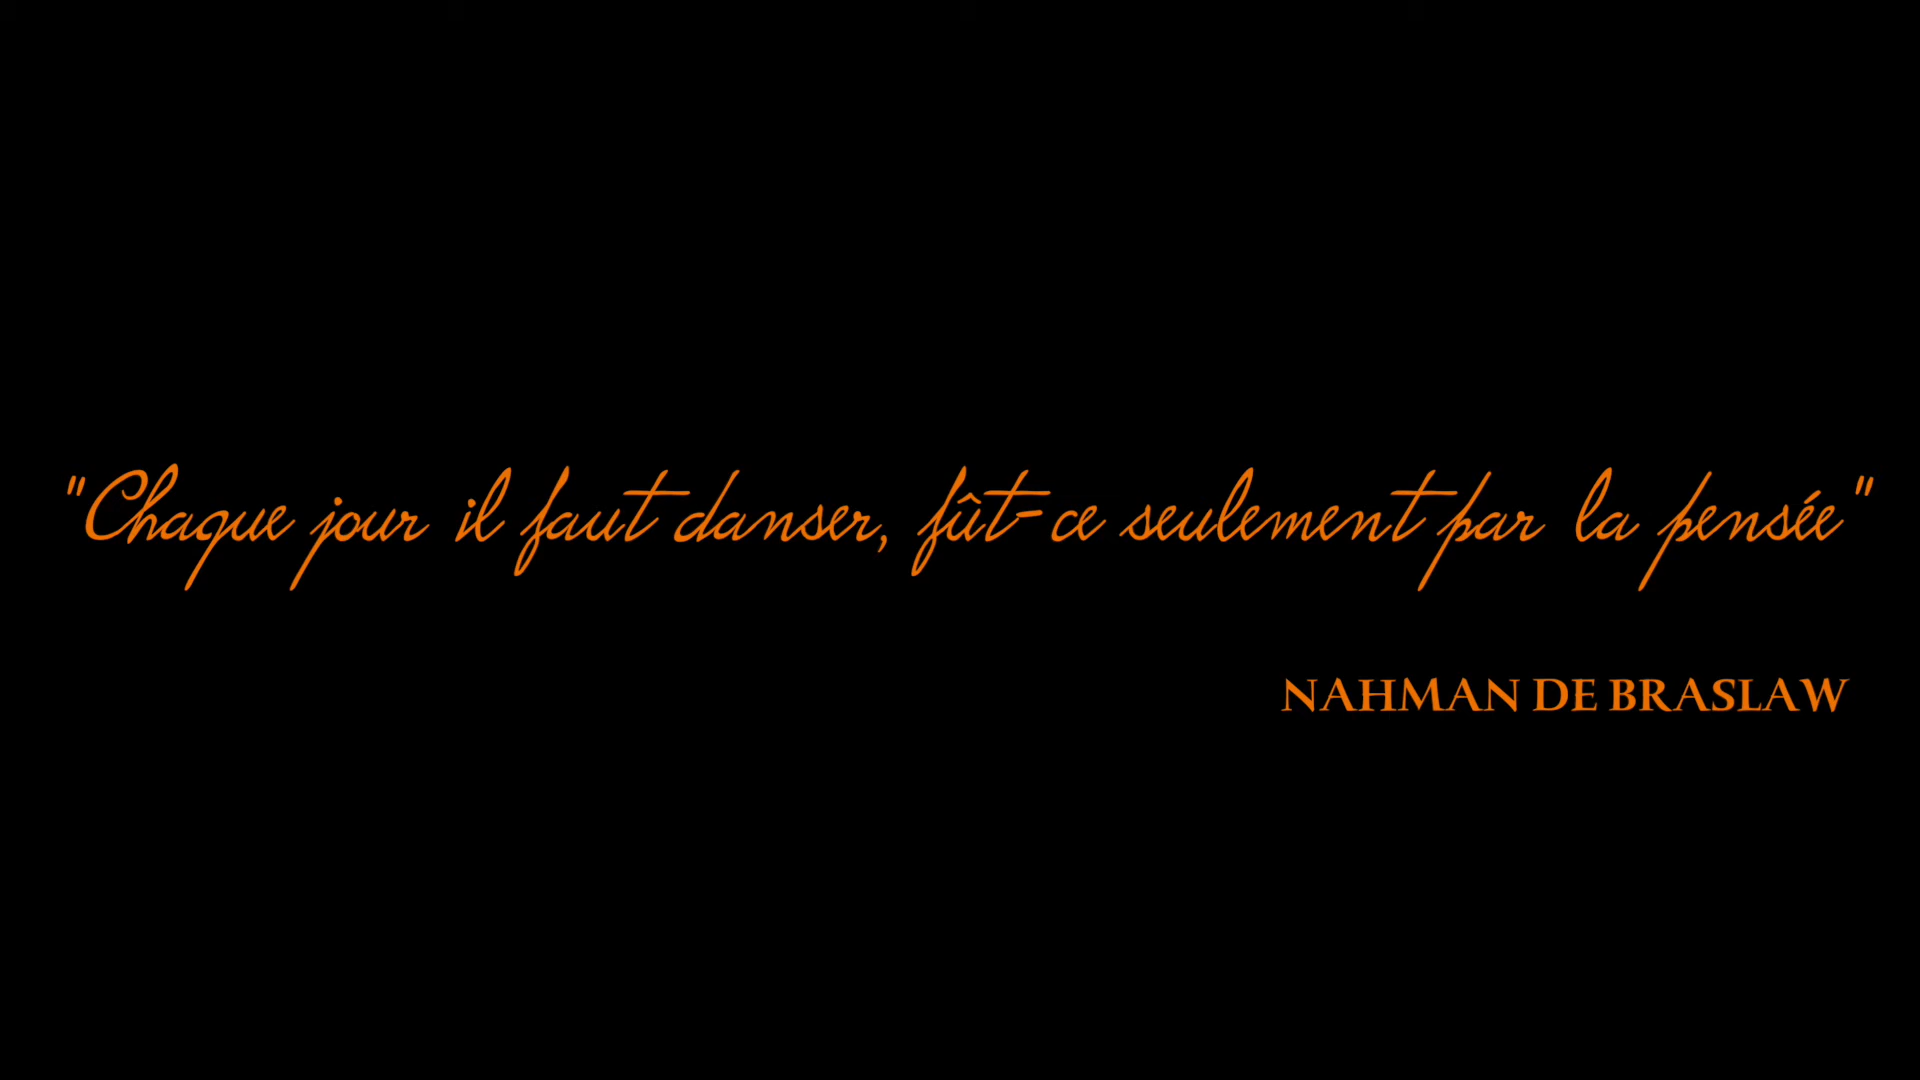 "Chaque jour il faut danser, fût-ce seulement par la pensée"
NAHMAN DE BRASLAW